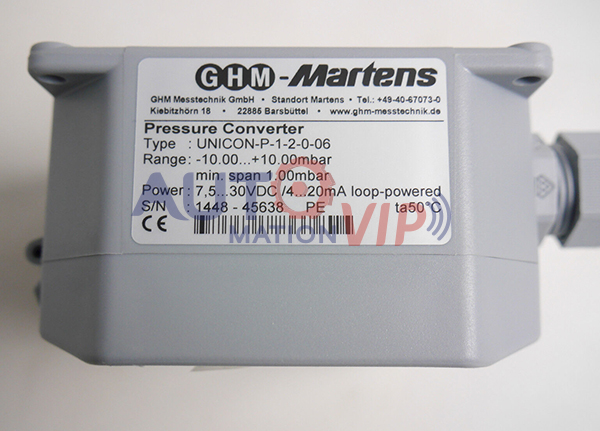 GHM-Martens
GHM Messtechnik GmbH • Standort Martens • Tel.: +49-40-67073-0
Kiebitzhörn 18 • 22885 Barsbüttel • www.ghm-messtechnik.de
Pressure Converter
Type : UNICON-P-1-2-0-06
Range: -10.00...+10.00mbar
min. span 1.00mbar
Power: 7,5...30VDC /4...20mA loop-powered
S/N : 1448 - 45638 PE ta50°C
CE
AUTOMATION VIP